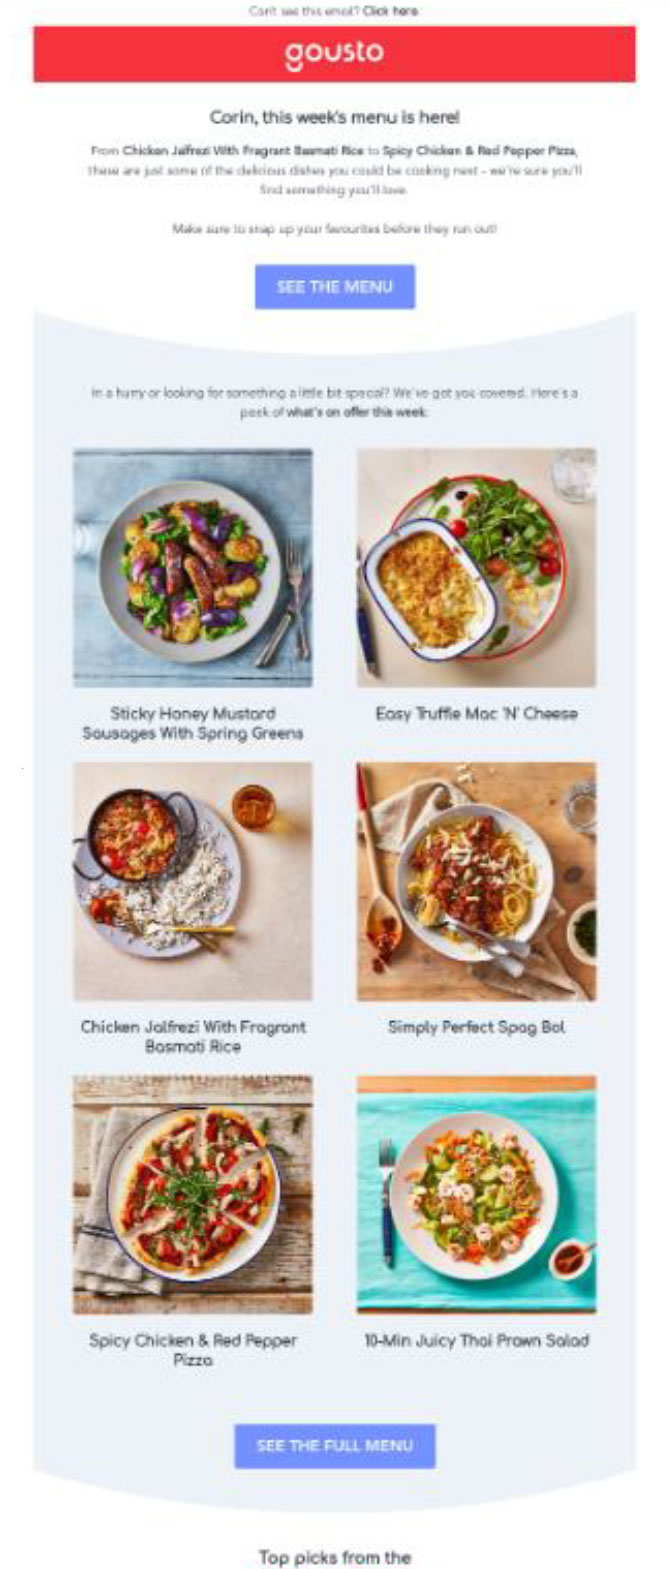 Can't see this email? Click here
gousto
Corin, this week's menu is here!
From Chicken Jalfrezi With Fragrant Basmati Rice to Spicy Chicken & Red Pepper Pizza,
these are just some of the delicious dishes you could be cooking next - we're sure you'll
find something you'll love.
Make sure to snap up your favourites before they run out!
SEE THE MENU
In a hurry or looking for something a little bit special? We've got you covered. Here's a
peek of what's on offer this week:
Sticky Honey Mustard
Sausages With Spring Greens
Easy Truffle Mac 'N' Cheese
Chicken Jalfrezi With Fragrant
Basmati Rice
Simply Perfect Spag Bol
Spicy Chicken & Red Pepper
Pizza
10-Min Juicy Thai Prawn Salad
SEE THE FULL MENU
Top picks from the